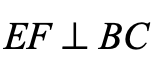 EF ⊥ BC